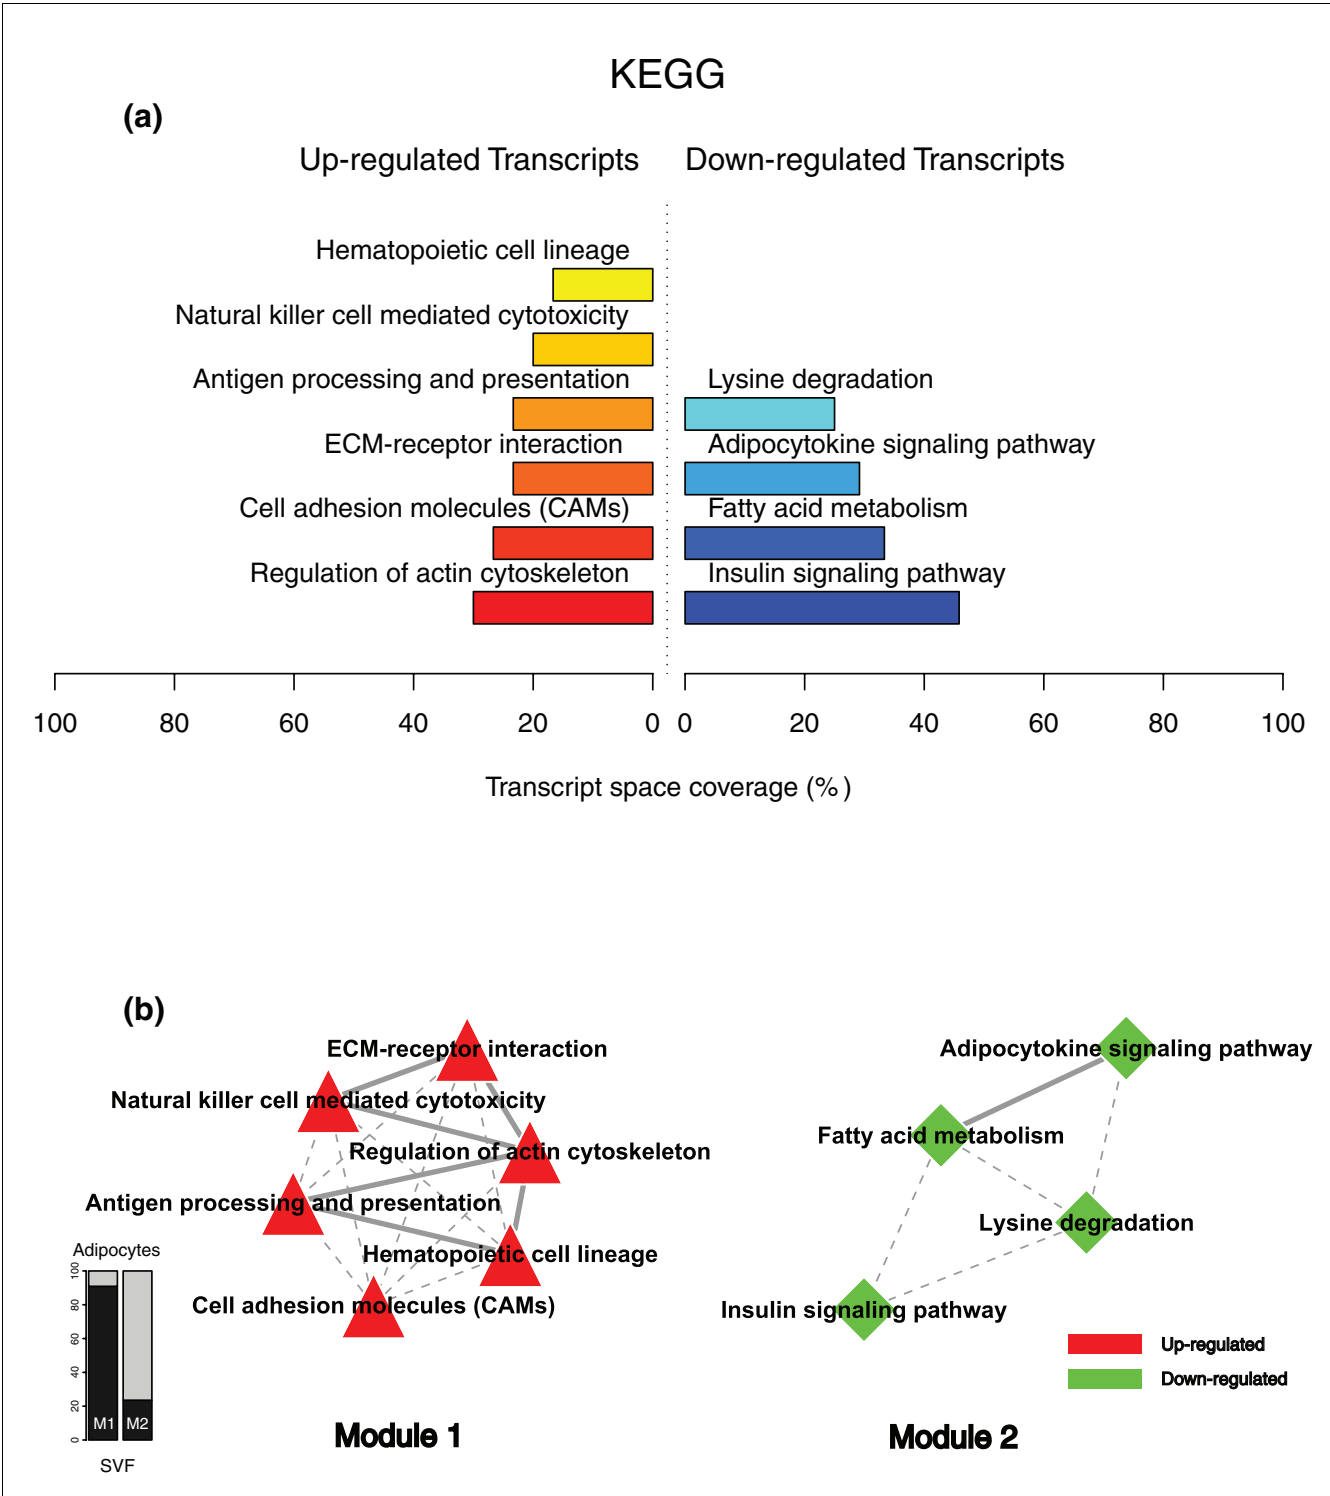 KEGG
(a)
Up-regulated Transcripts
Down-regulated Transcripts
Hematopoietic cell lineage
Natural killer cell mediated cytotoxicity
Antigen processing and presentation
Lysine degradation
ECM-receptor interaction
Adipocytokine signaling pathway
Cell adhesion molecules (CAMs)
Fatty acid metabolism
Regulation of actin cytoskeleton
Insulin signaling pathway
100 80 60 40 20 0 0 20 40 60 80 100
Transcript space coverage (%)
(b)
ECM-receptor interaction
Natural killer cell mediated cytotoxicity
Regulation of actin cytoskeleton
Antigen processing and presentation
Hematopoietic cell lineage
Cell adhesion molecules (CAMs)
Adipocytokine signaling pathway
Fatty acid metabolism
Lysine degradation
Insulin signaling pathway
Adipocytes
100
80
60
40
20
0
M1 M2
SVF
Up-regulated
Down-regulated
Module 1
Module 2